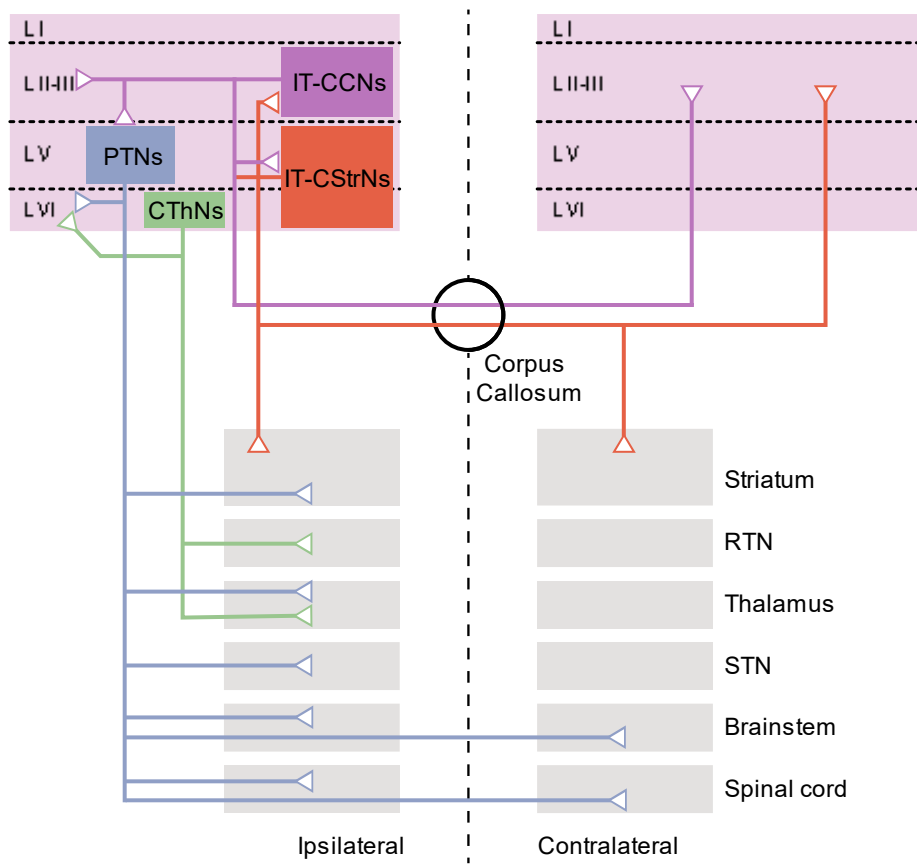 LI
LI
LII-III
IT-CCNs
LII-III
PTNs
LV
IT-CStrNs
LV
LVI
CThNs
LVI
Corpus
Callosum
Striatum
RTN
Thalamus
STN
Brainstem
Spinal cord
Ipsilateral
Contralateral